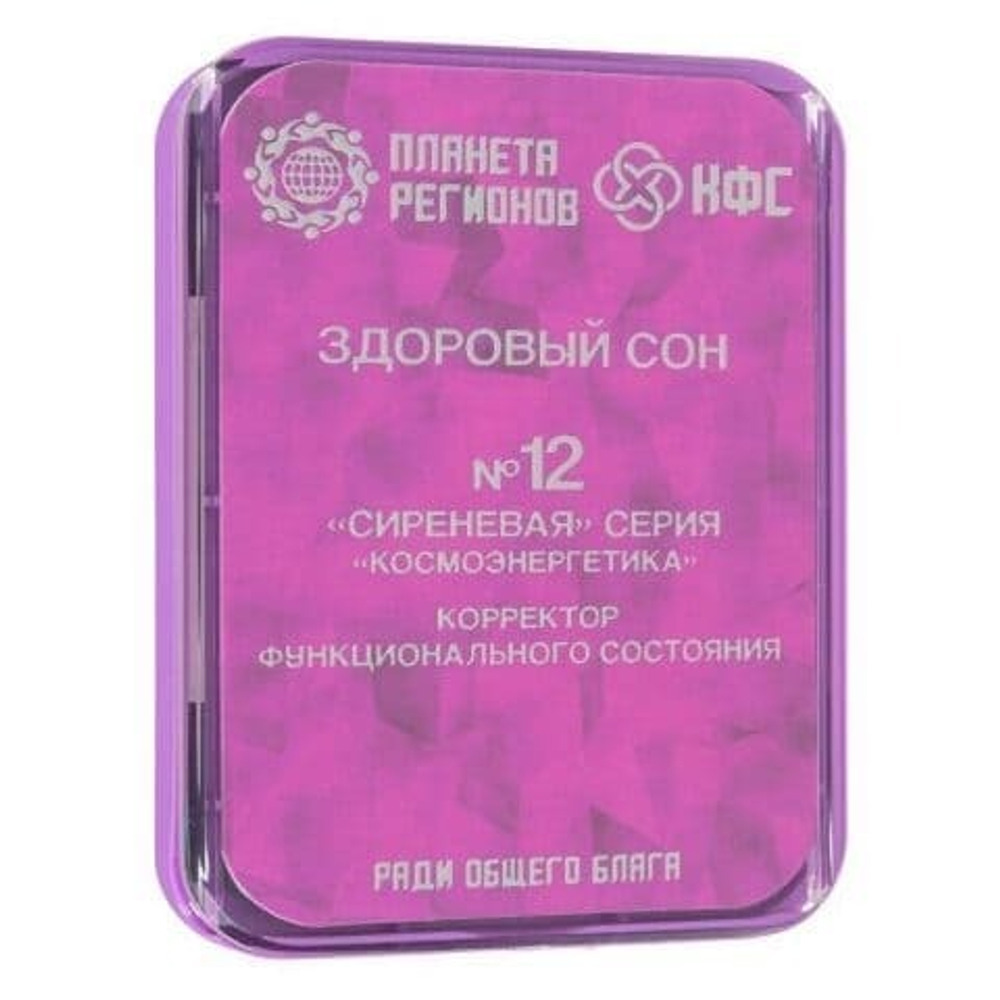 ПЛАНЕТА
РЕГИОНОВ
КФС
ЗДОРОВЫЙ СОН
№12
«СИРЕНЕВАЯ» СЕРИЯ
«КОСМОЭНЕРГЕТИКА»
КОРРЕКТОР
ФУНКЦИОНАЛЬНОГО СОСТОЯНИЯ
РАДИ ОБЩЕГО БЛАГА